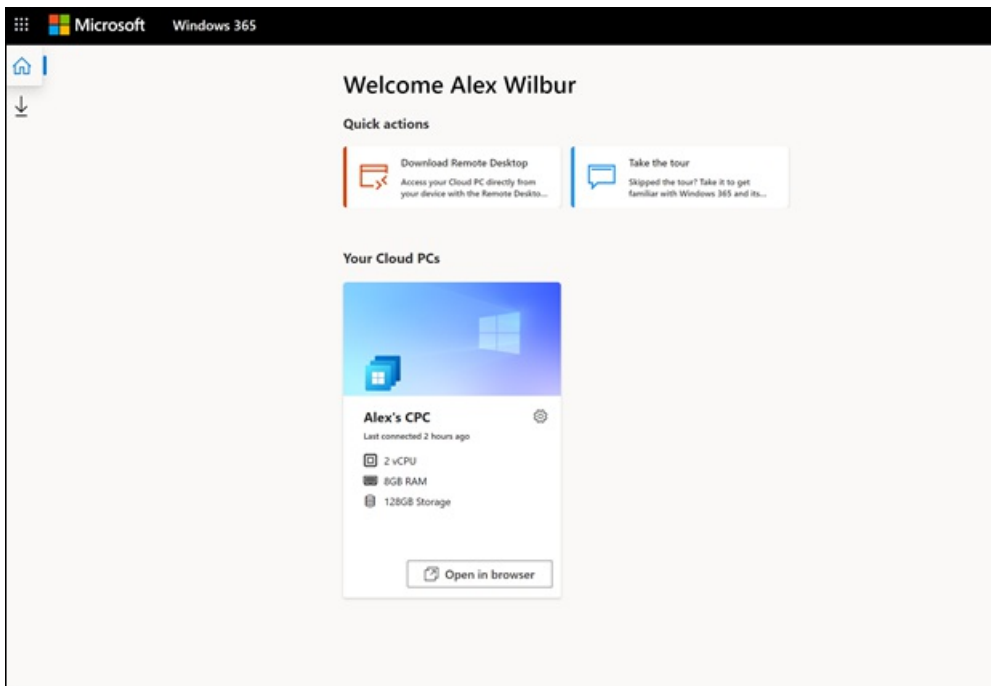 Microsoft Windows 365
Welcome Alex Wilbur
Quick actions
Download Remote Desktop
Access your Cloud PC directly from
your device with the Remote Deskto...
Take the tour
Skipped the tour? Take it to get
familiar with Windows 365 and its...
Your Cloud PCs
Alex's CPC
Last connected 2 hours ago
2 vCPU
8GB RAM
128GB Storage
Open in browser